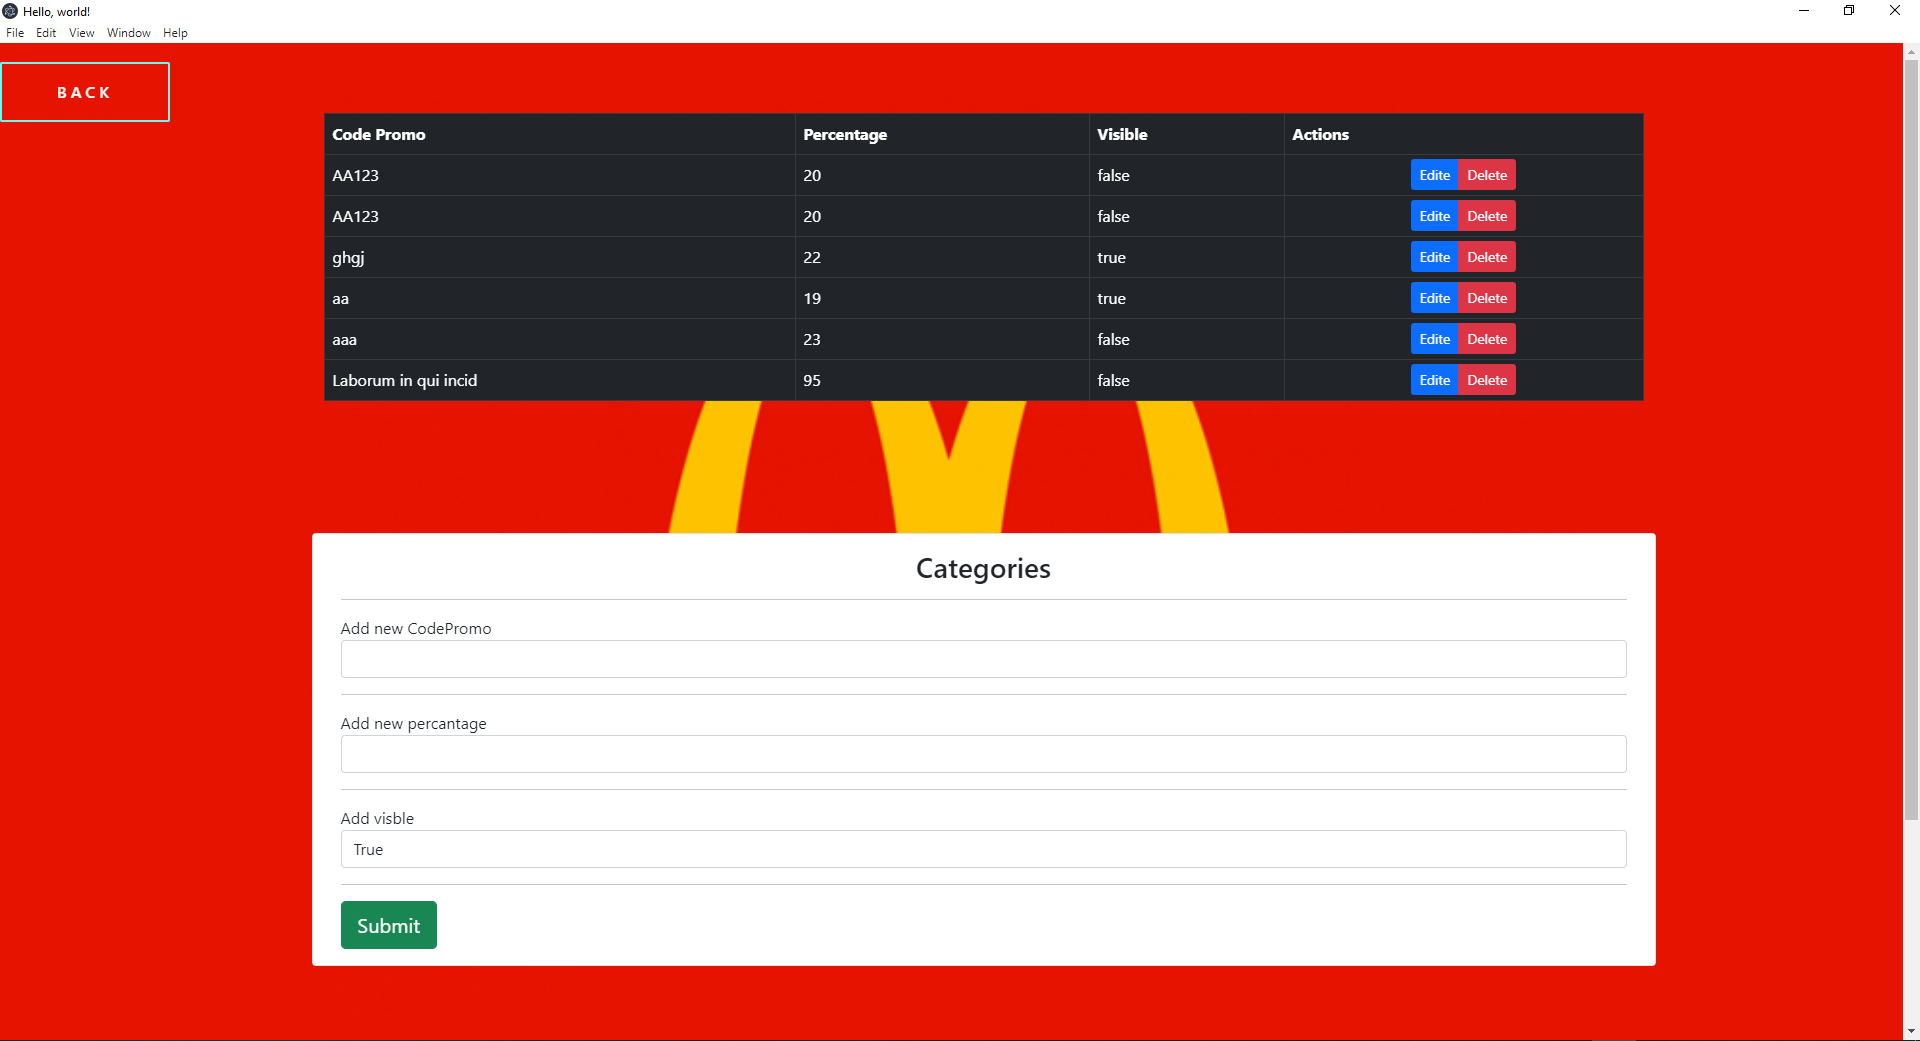 Hello, world!
File Edit View Window Help
BACK
Code Promo Percentage Visible Actions
AA123 20 false Edite Delete
AA123 20 false Edite Delete
ghgj 22 true Edite Delete
aa 19 true Edite Delete
aaa 23 false Edite Delete
Laborum in qui incid 95 false Edite Delete
Categories
Add new CodePromo
Add new percantage
Add visble
True
Submit